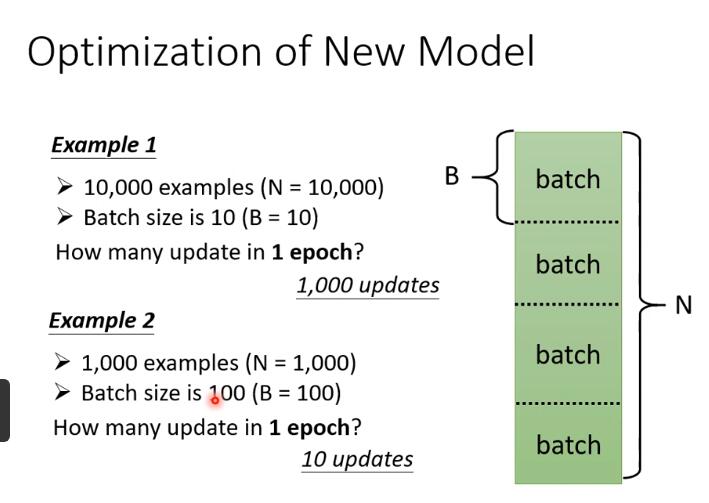 Optimization of New Model
Example 1
➤ 10,000 examples (N = 10,000)
➤ Batch size is 10 (B = 10)
How many update in 1 epoch?
1,000 updates
Example 2
➤ 1,000 examples (N = 1,000)
➤ Batch size is 100 (B = 100)
How many update in 1 epoch?
10 updates
B
batch
batch
batch
batch
N